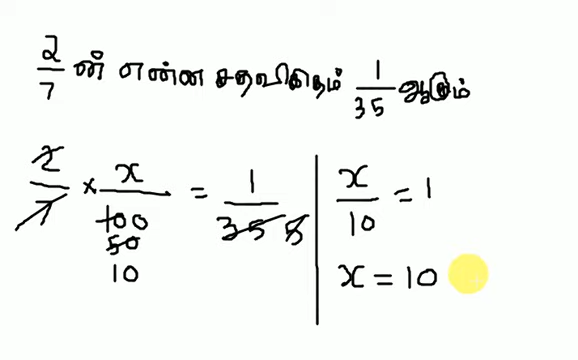 2/7 ன் என்ன சதவிகிதம் 1/35 ஆகும்
2/7 × x/100 = 1/35 5
50
10
x/10 = 1
x = 10